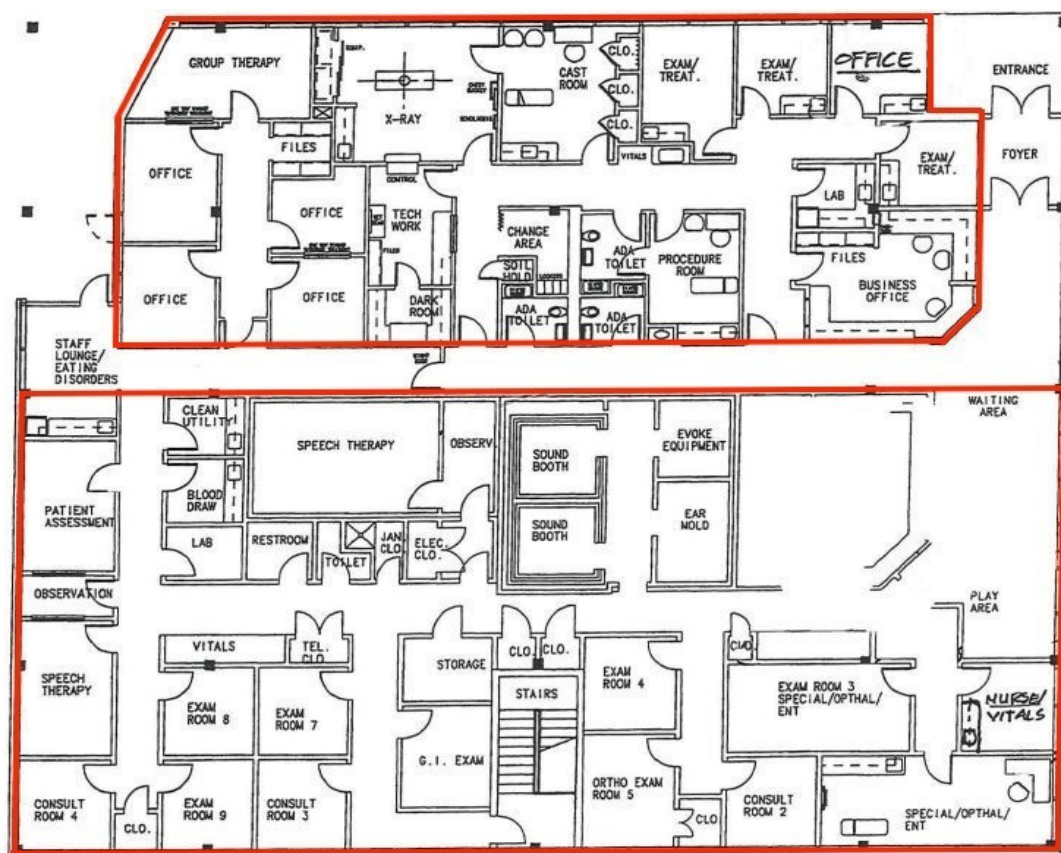 GROUP THERAPY
EQUIP.
X-RAY
CAST
ROOM
CLO.
CLO.
CLO.
EXAM/
TREAT.
EXAM/
TREAT.
OFFICE
ENTRANCE
FILES
CONTROL
VITALS
OFFICE
OFFICE
TECH
WORK
FILES
CHANGE
AREA
SOIL
HOLD
LOCKERS
ADA
TOILET
PROCEDURE
ROOM
LAB
EXAM/
TREAT.
FOYER
FILES
BUSINESS
OFFICE
OFFICE
OFFICE
DARK
ROOM
ADA
TOILET
ADA
TOILET
STAFF
LOUNGE/
EATING
DISORDERS
CLEAN
UTILITY
SPEECH THERAPY
OBSERV.
SOUND
BOOTH
EVOKE
EQUIPMENT
WAITING
AREA
PATIENT
ASSESSMENT
BLOOD
DRAW
LAB
RESTROOM
TOILET
JAN.
CLO.
ELEC.
CLO.
SOUND
BOOTH
EAR
MOLD
OBSERVATION
PLAY
AREA
VITALS
TEL.
CLO.
STORAGE
CLO.
CLO.
EXAM
ROOM 4
CLO.
SPEECH
THERAPY
EXAM
ROOM 8
EXAM
ROOM 7
STAIRS
EXAM ROOM 3
SPECIAL/OPTHAL/
ENT
NURSE/
VITALS
G.I. EXAM
ORTHO EXAM
ROOM 5
CONSULT
ROOM 4
CLO.
EXAM
ROOM 9
CONSULT
ROOM 3
CLO
CONSULT
ROOM 2
SPECIAL/OPTHAL/
ENT